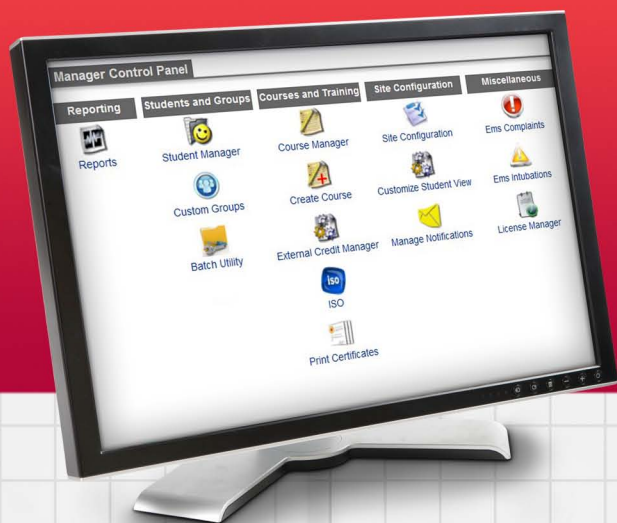 Manager Control Panel
Reporting
Students and Groups
Courses and Training
Site Configuration
Miscellaneous
Reports
Student Manager
Custom Groups
Batch Utility
Course Manager
Create Course
External Credit Manager
ISO
ISO
Print Certificates
Site Configuration
Customize Student View
Manage Notifications
Ems Complaints
Ems Intubations
License Manager